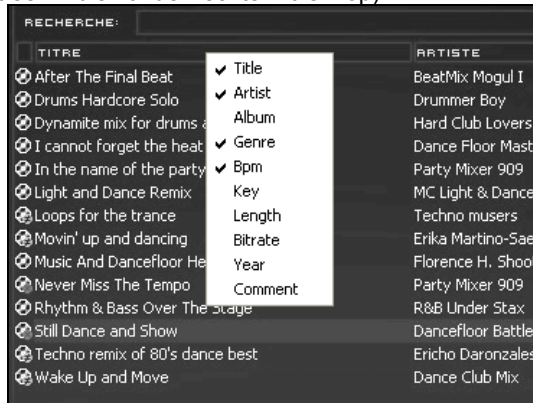 RECHERCHE:
TITRE ARTISTE
After The Final Beat BeatMix Mogul I
Drums Hardcore Solo Drummer Boy
Dynamite mix for drums Hard Club Lovers
I cannot forget the heat Dance Floor Mast
In the name of the party Party Mixer 909
Light and Dance Remix MC Light & Dance
Loops for the trance Techno musers
Movin' up and dancing Erika Martino-Sae
Music And Dancefloor He Florence H. Shoo
Never Miss The Tempo Party Mixer 909
Rhythm & Bass Over The Stage R&B Under Stax
Still Dance and Show Dancefloor Battle
Techno remix of 80's dance best Ericho Daronzales
Wake Up and Move Dance Club Mix
Title
Artist
Album
Genre
Bpm
Key
Length
Bitrate
Year
Comment